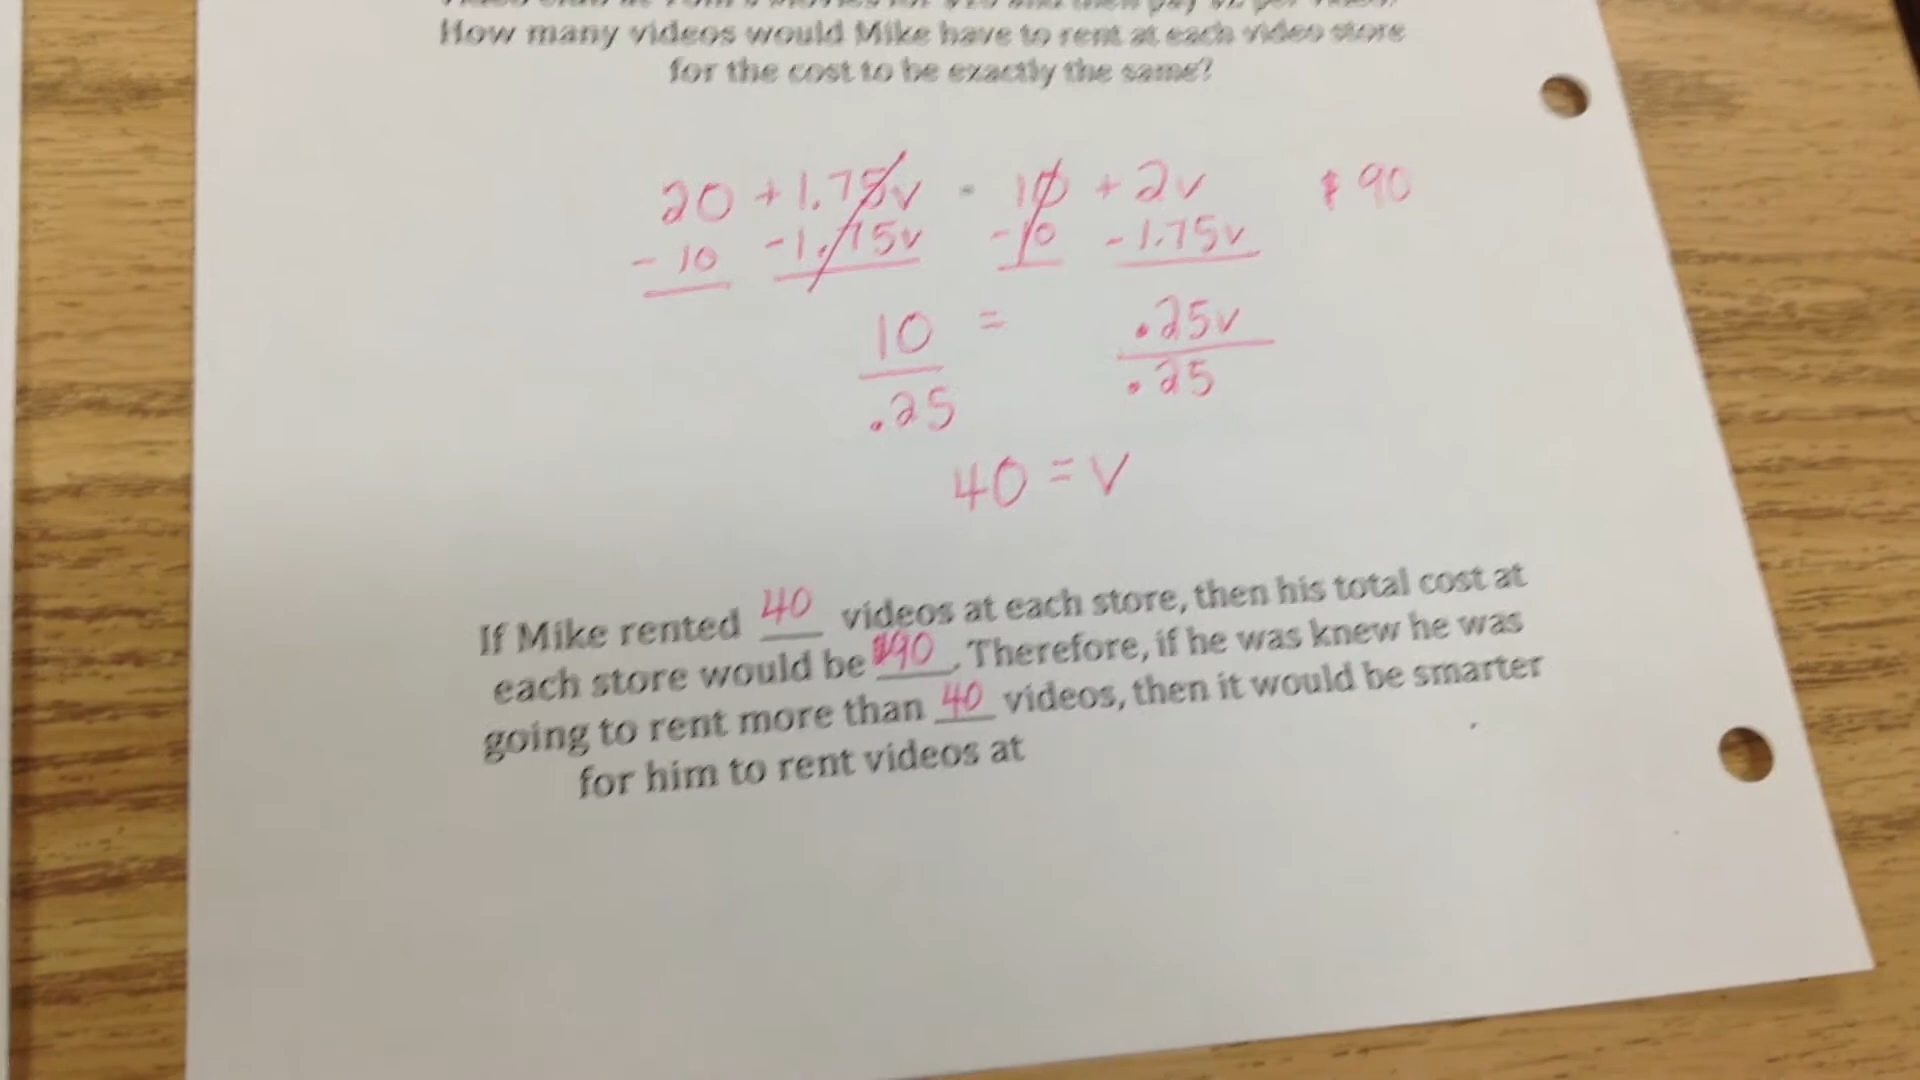 How many videos would Mike have to rent at each video store
for the cost to be exactly the same?
20 + 1.75v = 10 + 2v $90
- 10 - 1.75v - 10 - 1.75v
10 = .25v
.25 .25
40 = V
If Mike rented 40 videos at each store, then his total cost at
each store would be $90. Therefore, if he was knew he was
going to rent more than 40 videos, then it would be smarter
for him to rent videos at